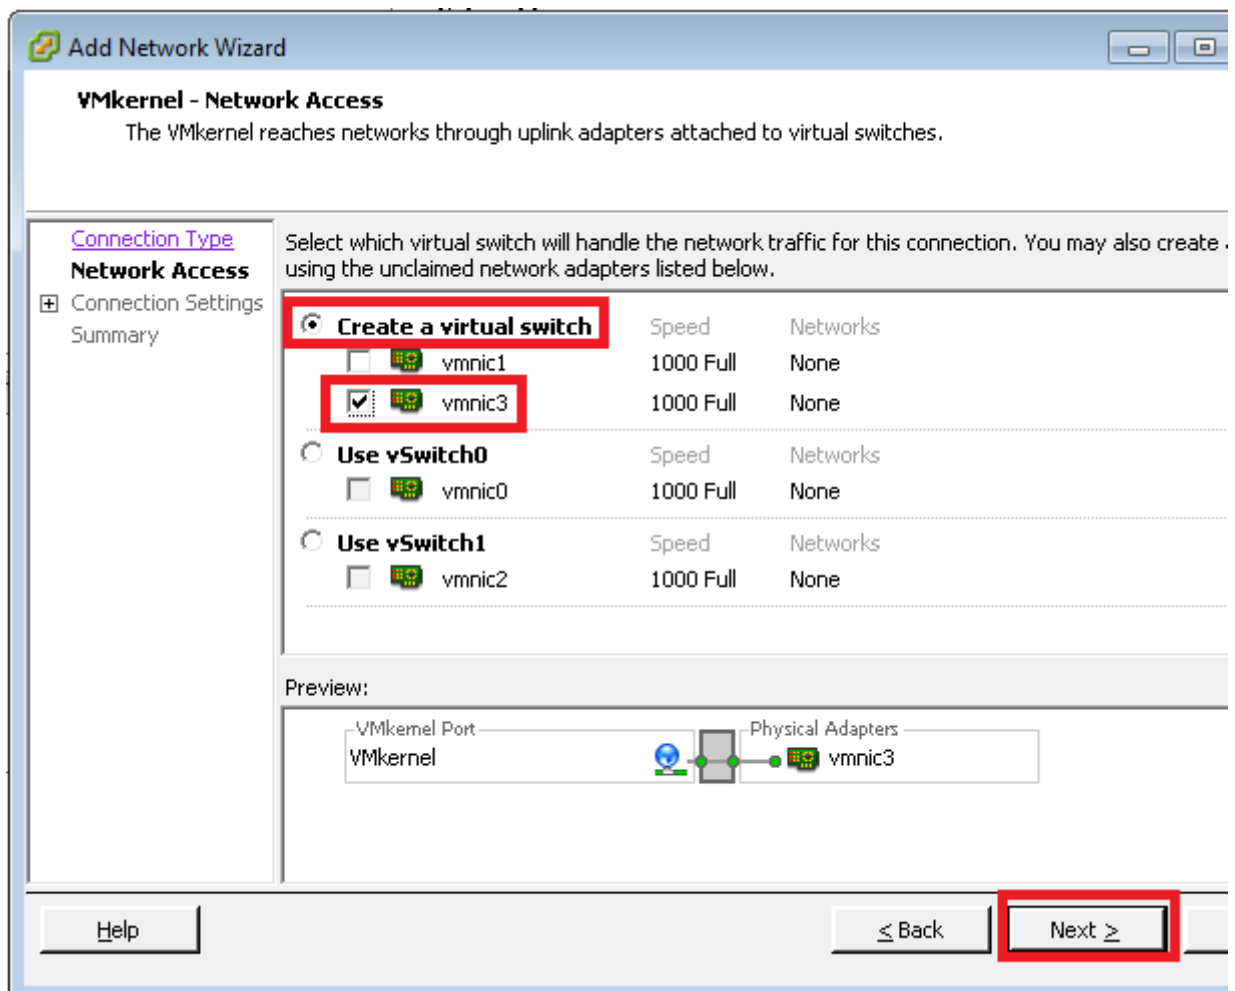 Add Network Wizard
VMkernel - Network Access
The VMkernel reaches networks through uplink adapters attached to virtual switches.
Connection Type
Network Access
Connection Settings
Summary
Select which virtual switch will handle the network traffic for this connection. You may also create
using the unclaimed network adapters listed below.
Create a virtual switch Speed Networks
vmnic1 1000 Full None
vmnic3 1000 Full None
Use vSwitch0 Speed Networks
vmnic0 1000 Full None
Use vSwitch1 Speed Networks
vmnic2 1000 Full None
Preview:
VMkernel Port Physical Adapters
VMkernel vmnic3
Help < Back Next >